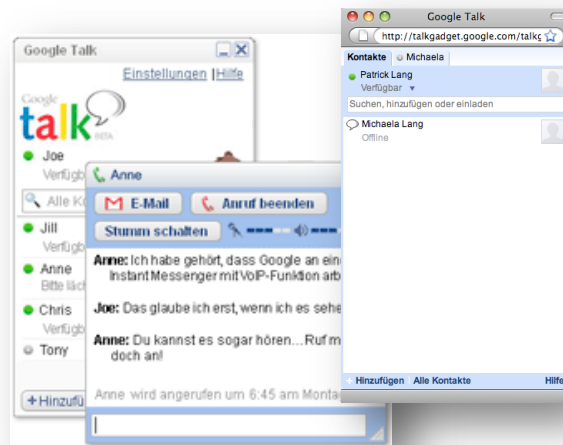 Google Talk
Einstellungen | Hilfe
Google
talk
BETA
Joe
Alle
Jill
Anne
Bitte
Chris
Tony
+Hinzufü
Anne
E-Mail
Anruf beenden
Stumm schalten
Anne: Ich habe gehört, dass Google an ein
Instant Messenger mit VoIP-Funktion arb
Joe: Das glaube ich erst, wenn ich es sehe
Anne: Du kannst es sogar hören...Ruf m
doch an!
Anne wird angerufen um 6:45 am Monta
Google Talk
http://talkgadget.google.com/talkg
Kontakte
Michaela
Patrick Lang
Verfügbar
Suchen, hinzufügen oder einladen
Michaela Lang
Offline
Hinzufügen Alle Kontakte Hilfe